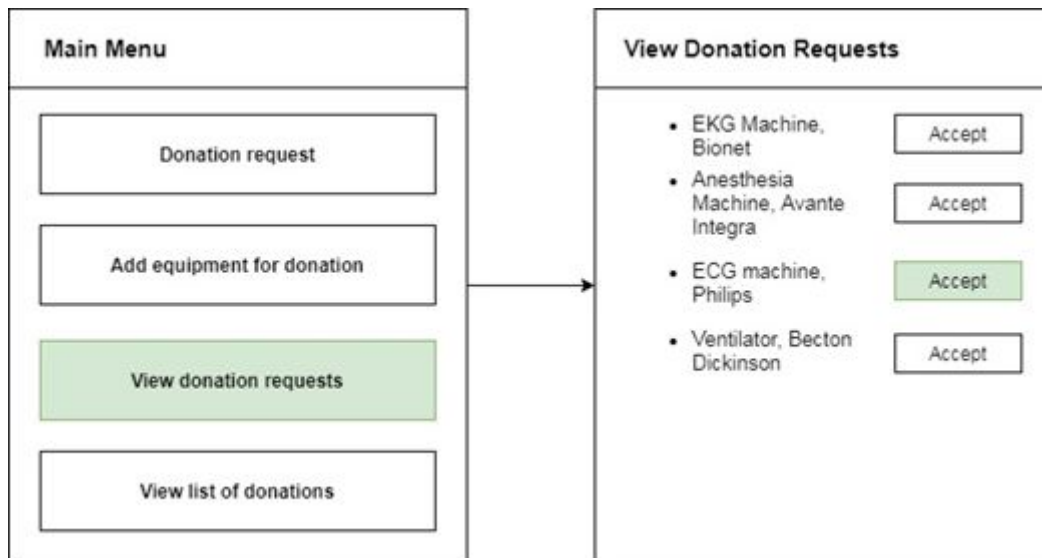 Main Menu
Donation request
Add equipment for donation
View donation requests
View list of donations
View Donation Requests
• EKG Machine,
Bionet
Accept
• Anesthesia
Machine, Avante
Integra
Accept
• ECG machine,
Philips
Accept
• Ventilator, Becton
Dickinson
Accept